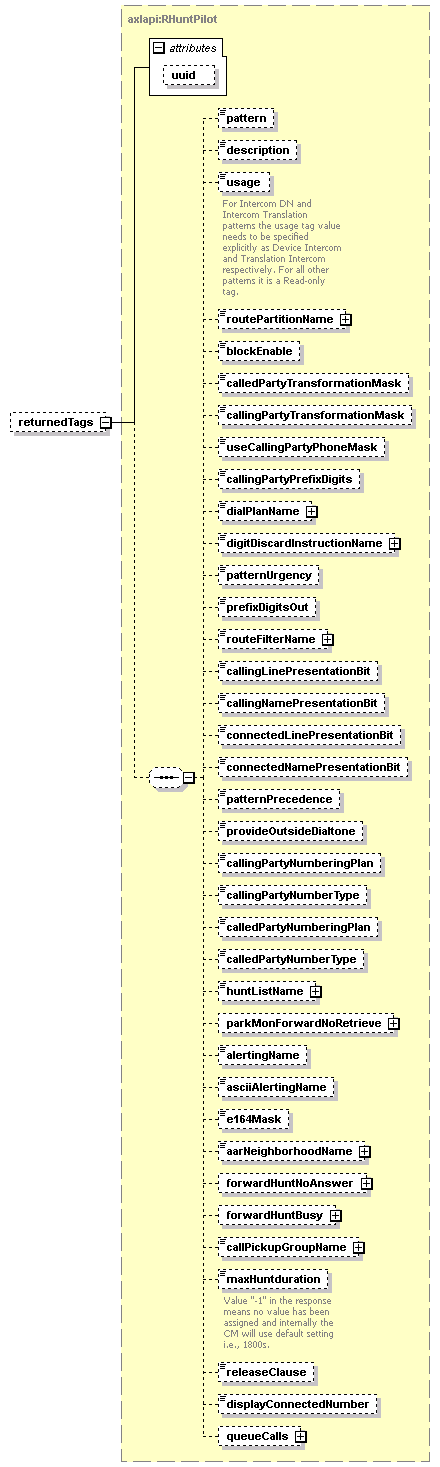 axlapi:RHuntPilot
attributes
uuid
pattern
description
usage
For Intercom DN and
Intercom Translation
patterns the usage tag value
needs to be specified
explicitly as Device Intercom
and Translation Intercom
respectively. For all other
patterns it is a Read-only
tag.
routePartitionName
blockEnable
calledPartyTransformationMask
callingPartyTransformationMask
returnedTags
useCallingPartyPhoneMask
callingPartyPrefixDigits
dialPlanName
digitDiscardInstructionName
patternUrgency
prefixDigitsOut
routeFilterName
callingLinePresentationBit
callingNamePresentationBit
connectedLinePresentationBit
connectedNamePresentationBit
patternPrecedence
provideOutsideDialtone
callingPartyNumberingPlan
callingPartyNumberType
calledPartyNumberingPlan
calledPartyNumberType
huntListName
parkMonForwardNoRetrieve
alertingName
asciiAlertingName
e164Mask
aarNeighborhoodName
forwardHuntNoAnswer
forwardHuntBusy
callPickupGroupName
maxHuntduration
Value "-1" in the response
means no value has been
assigned and internally the
CM will use default setting
i.e., 1800s.
releaseClause
displayConnectedNumber
queueCalls